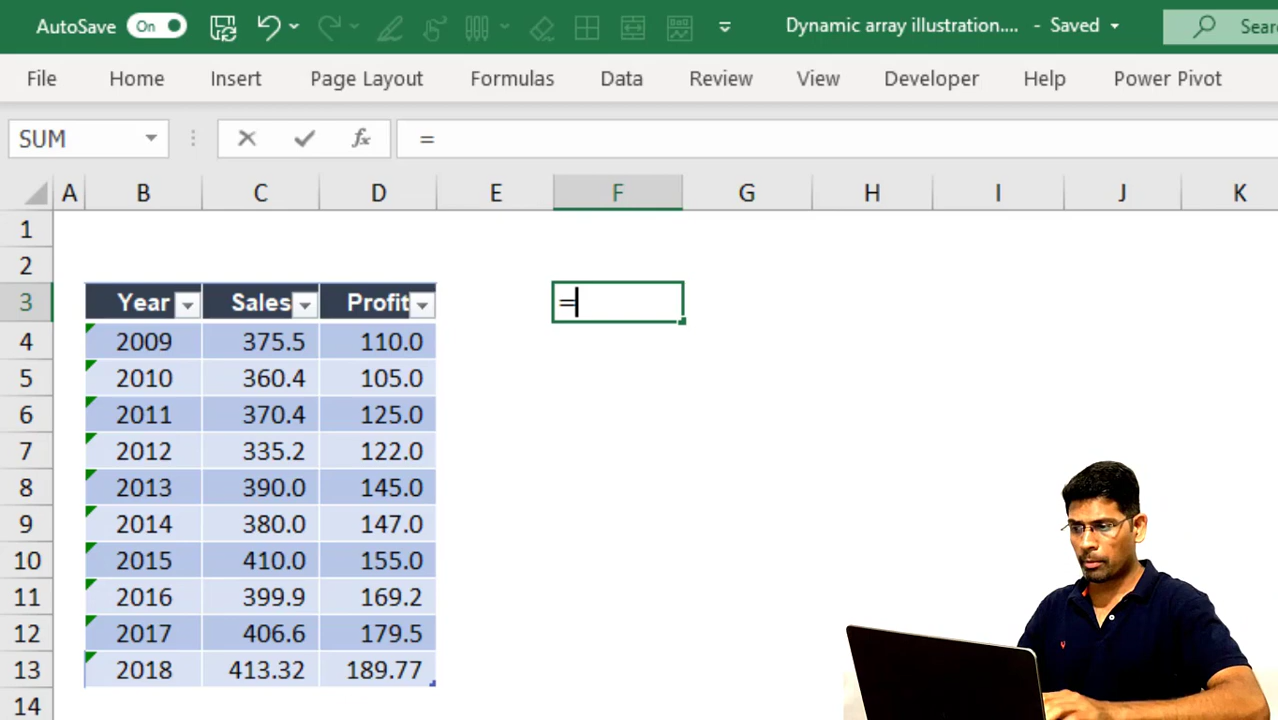 AutoSave On Dynamic array illustration.... - Saved Sear
File Home Insert Page Layout Formulas Data Review View Developer Help Power Pivot
SUM fx =
A B C D E F G H I J K
1
2
3 Year Sales Profit =
4 2009 375.5 110.0
5 2010 360.4 105.0
6 2011 370.4 125.0
7 2012 335.2 122.0
8 2013 390.0 145.0
9 2014 380.0 147.0
10 2015 410.0 155.0
11 2016 399.9 169.2
12 2017 406.6 179.5
13 2018 413.32 189.77
14